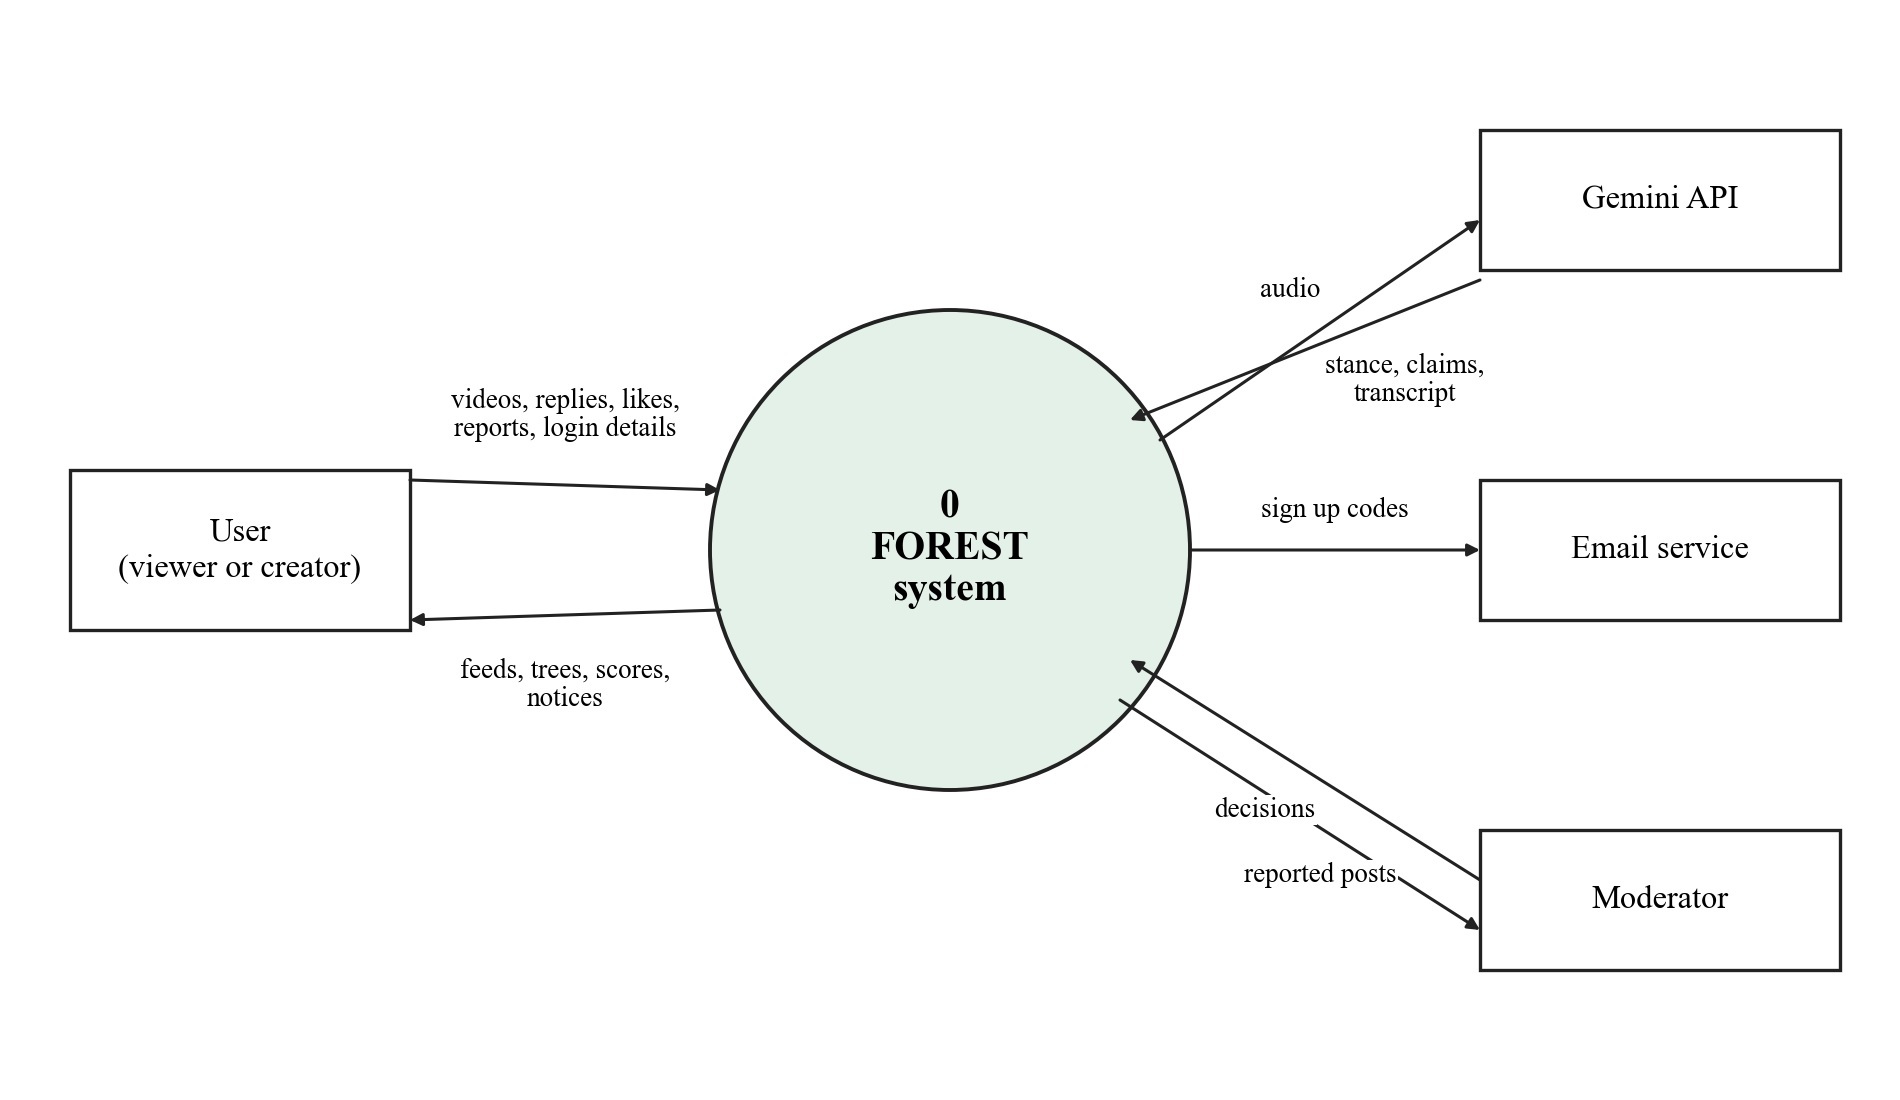 Gemini API
audio
stance, claims,
transcript
videos, replies, likes,
reports, login details
User
(viewer or creator)
0
FOREST
system
sign up codes
Email service
feeds, trees, scores,
notices
decisions
reported posts
Moderator